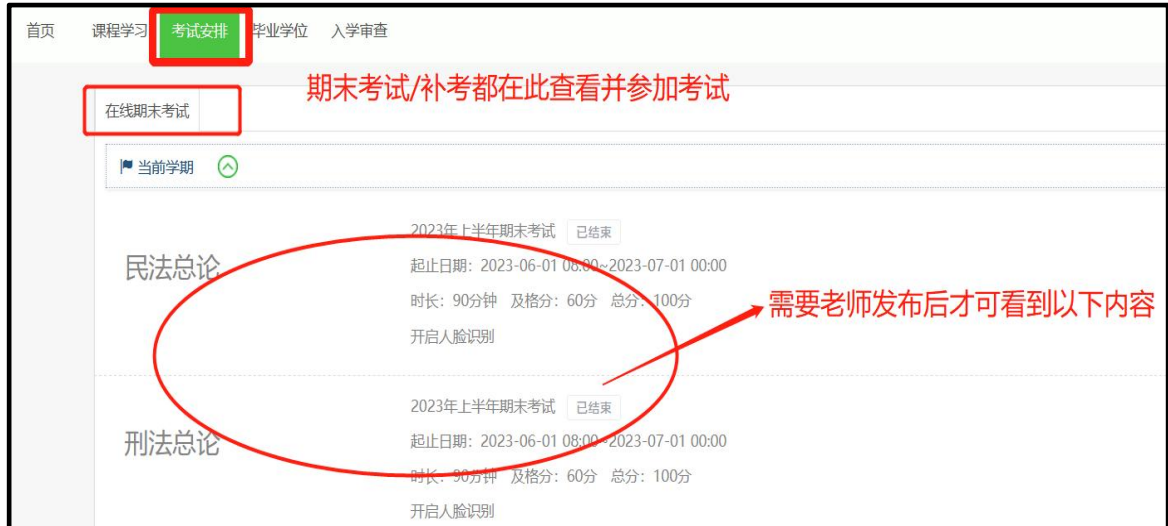 首页 课程学习 考试安排 毕业学位 入学审查
期末考试/补考都在此查看并参加考试
在线期末考试
当前学期
2023年上半年期末考试 已结束
民法总论
起止日期：2023-06-01 08:00~2023-07-01 00:00
时长：90分钟 及格分：60分 总分：100分
需要老师发布后才可看到以下内容
开启人脸识别
2023年上半年期末考试 已结束
刑法总论
起止日期：2023-06-01 08:00~2023-07-01 00:00
时长：90分钟 及格分：60分 总分：100分
开启人脸识别